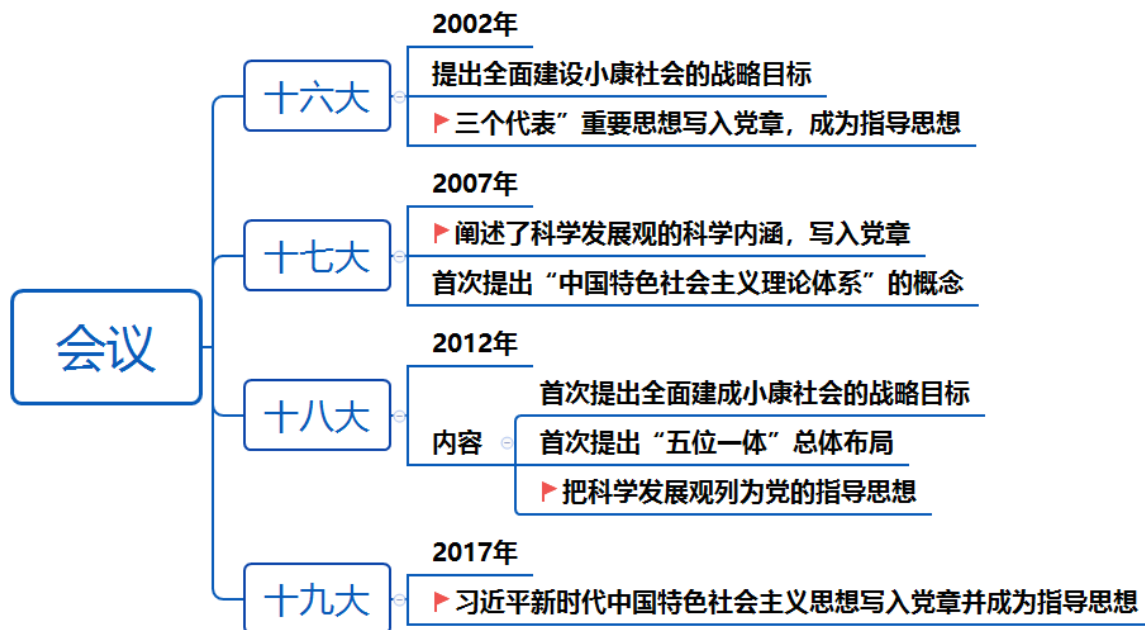 会议
十六大
2002年
提出全面建设小康社会的战略目标
三个代表”重要思想写入党章，成为指导思想
十七大
2007年
阐述了科学发展观的科学内涵，写入党章
首次提出“中国特色社会主义理论体系”的概念
十八大
2012年
内容
首次提出全面建成小康社会的战略目标
首次提出“五位一体”总体布局
把科学发展观列为党的指导思想
十九大
2017年
习近平新时代中国特色社会主义思想写入党章并成为指导思想